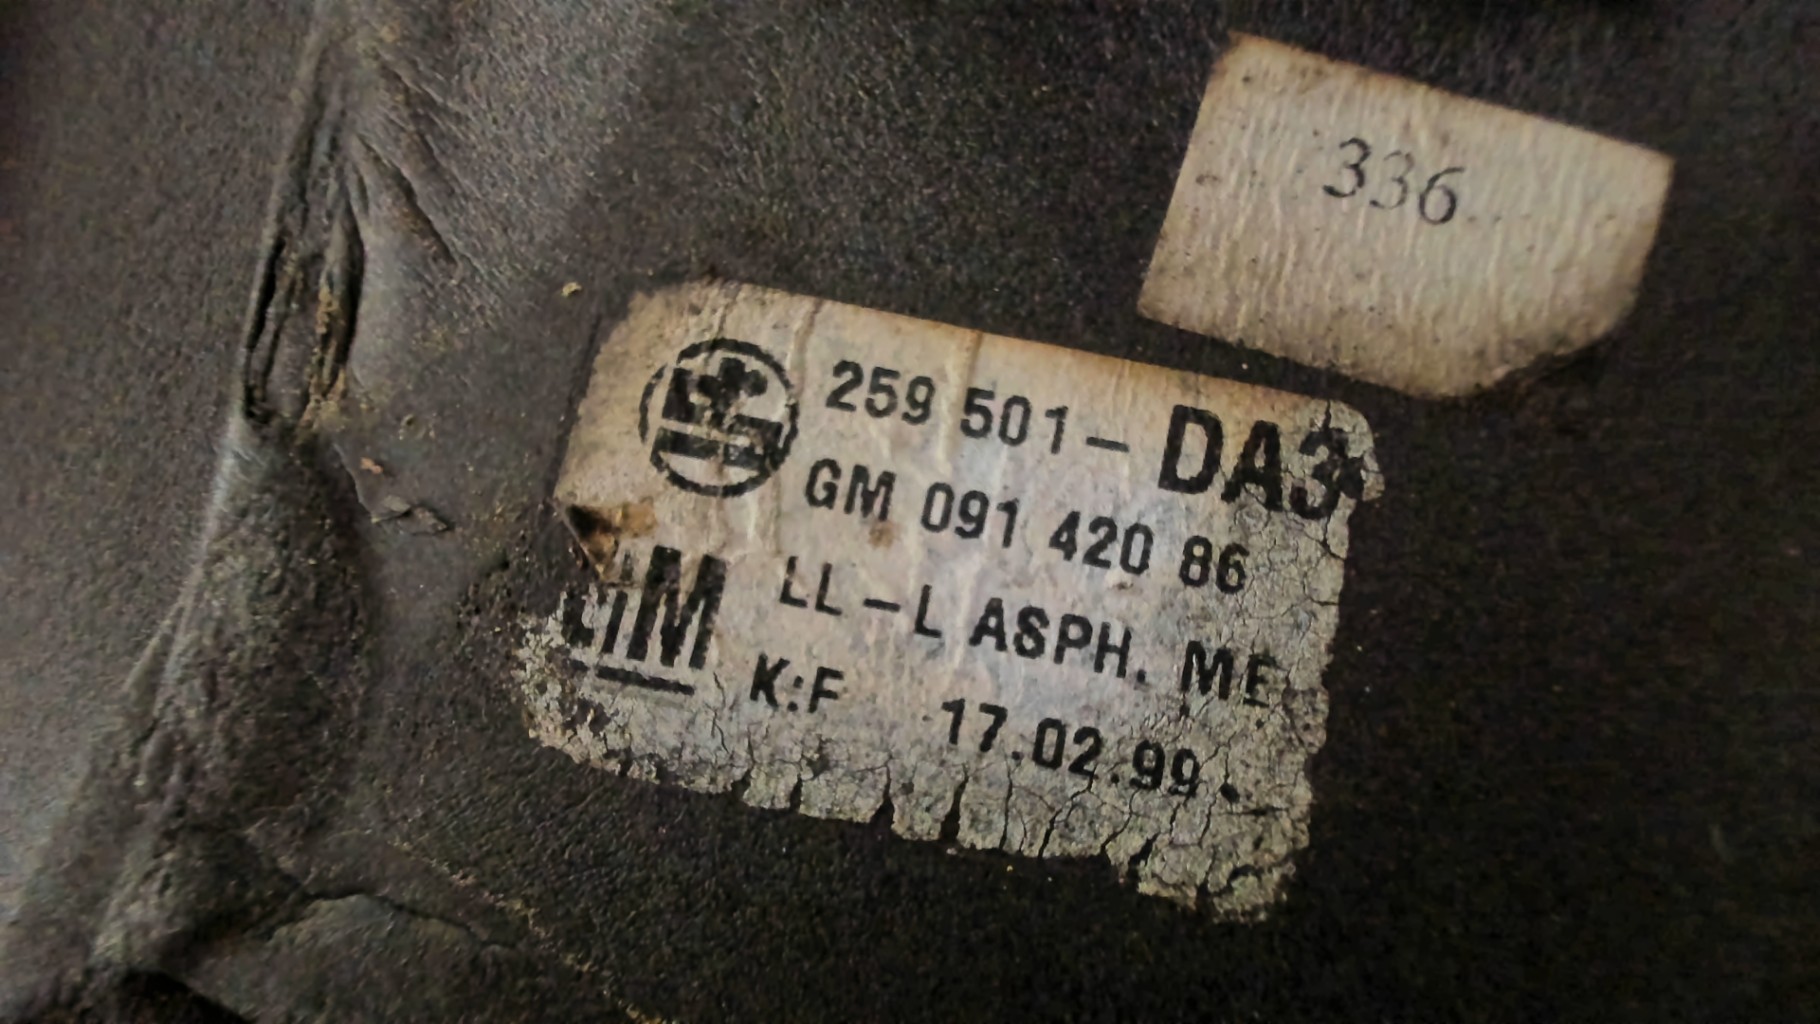 336
259 501- DA3
GM 091 420 86
LL-L ASPH. ME
GM
K:F 17.02.99